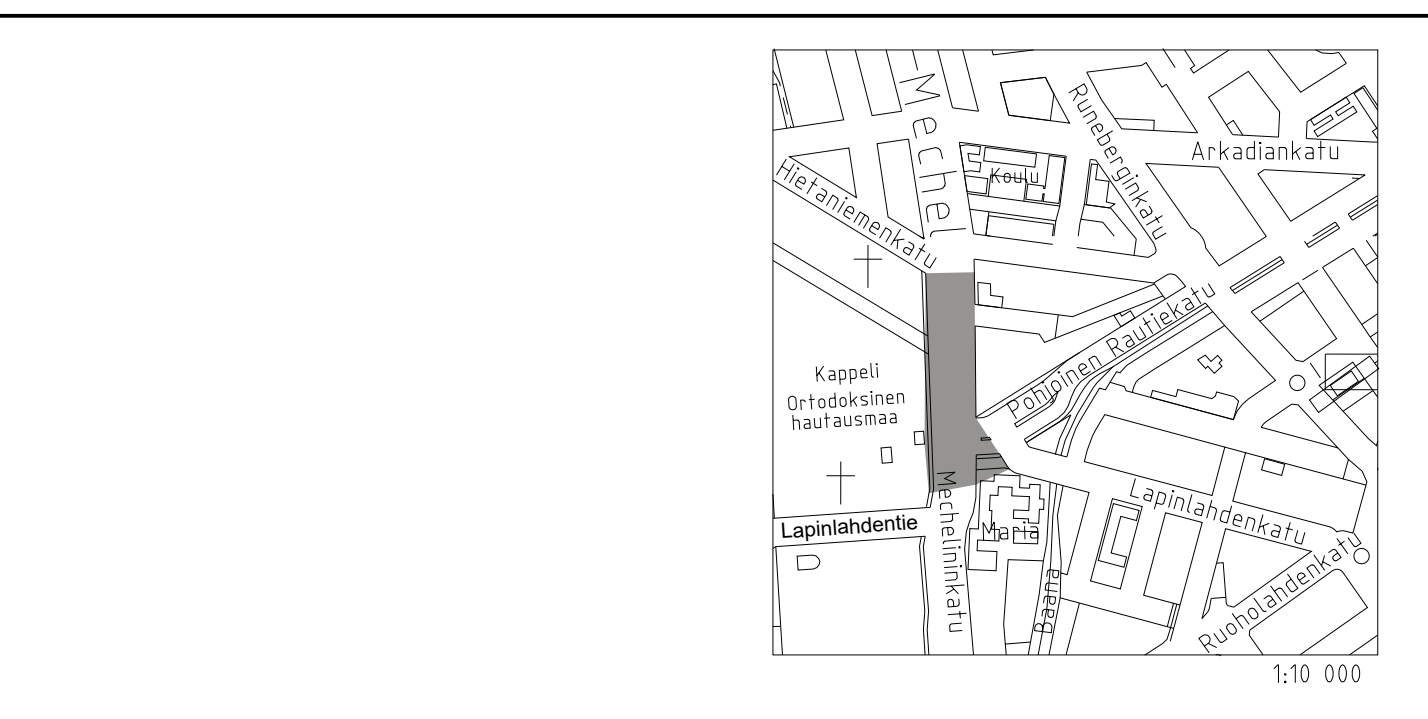 Mechel
Runeberginkatu
Arkadiankatu
Koulu
Hietaniemenkatu
Pohjoinen Rautiekatu
Kappeli
Ortodoksinen
hautausmaa
Lapinlahdentie
Mechelininkatu
Maria
Lapinlahdenkatu
Baana
Ruoholahdenkatu
1:10 000